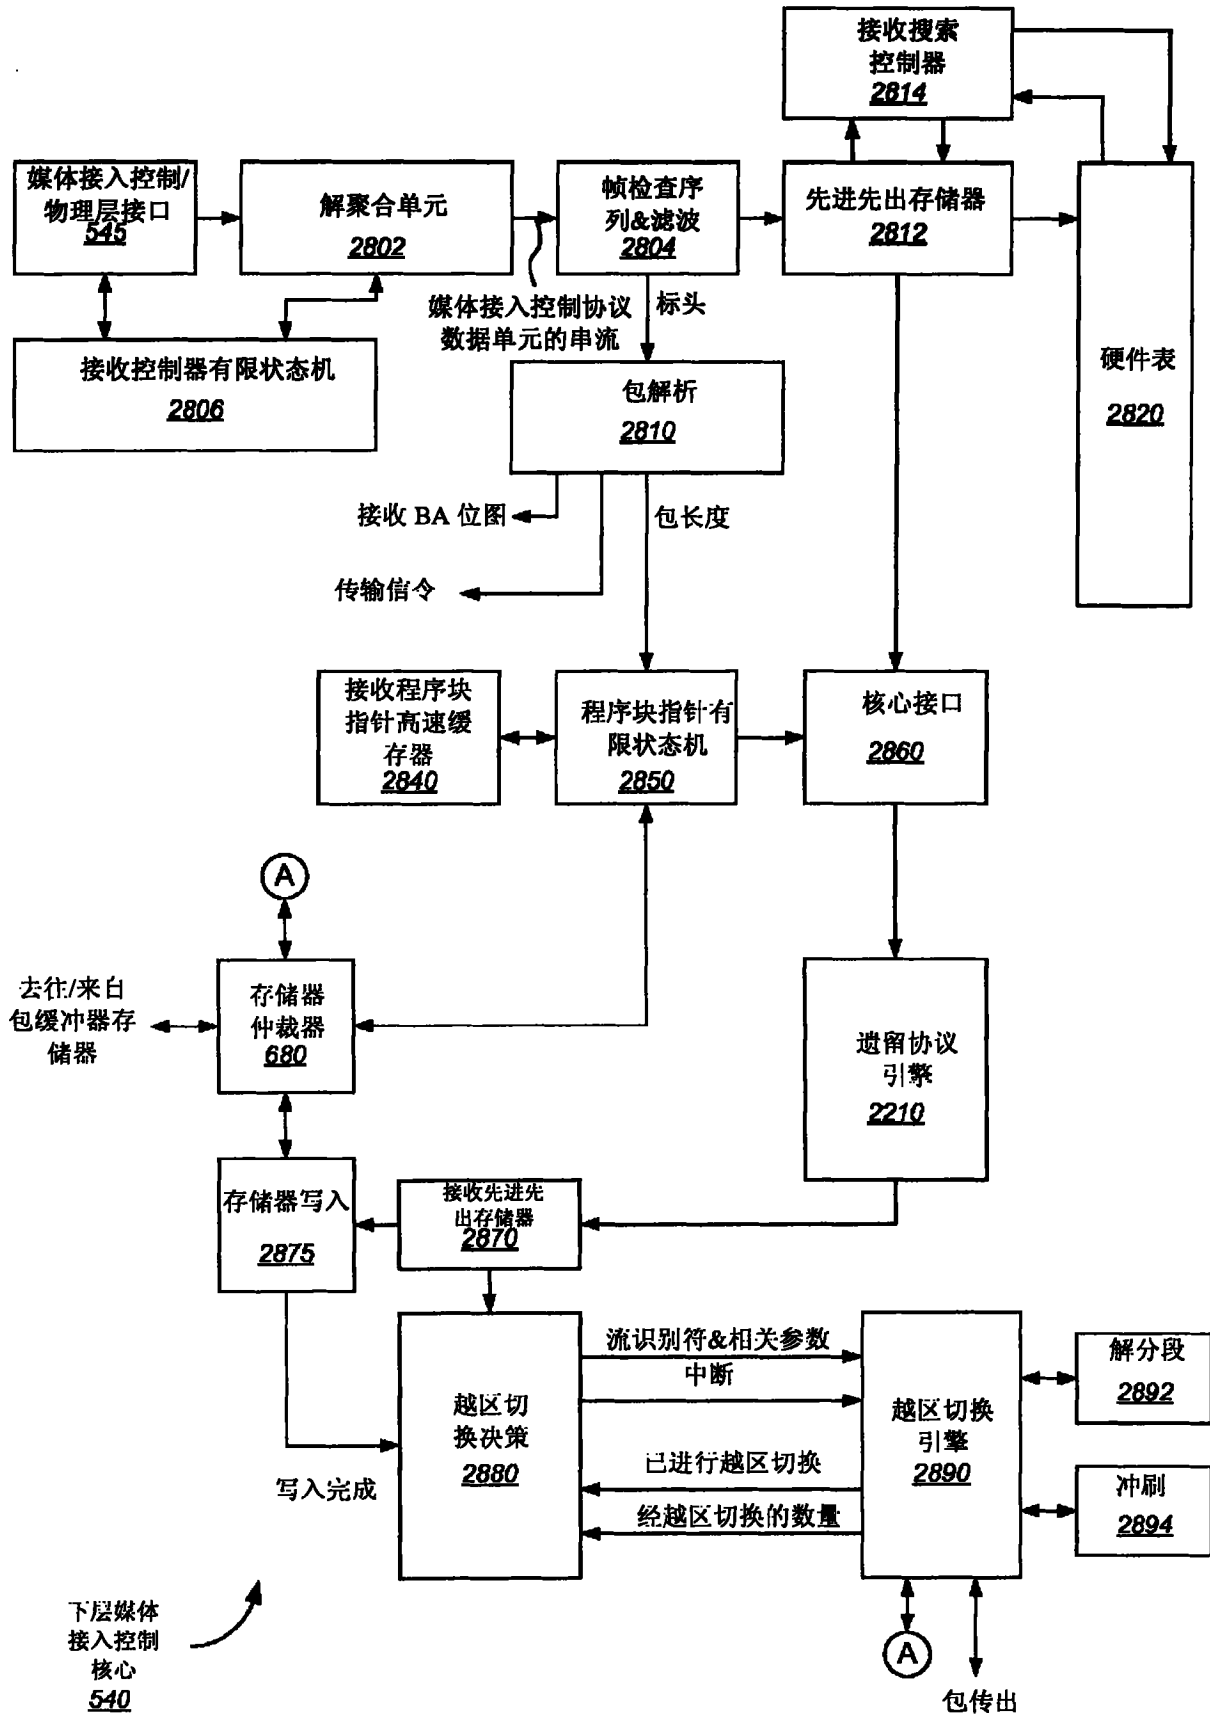 接收搜索
控制器
2814
媒体接入控制/
物理层接口
545
解聚合单元
2802
帧检查序
列&滤波
2804
先进先出存储器
2812
媒体接入控制协议
数据单元的串流
标头
接收控制器有限状态机
2806
包解析
2810
硬件表
2820
接收 BA 位图
包长度
传输信令
接收程序块
指针高速缓
存器
2840
程序块指针有
限状态机
2850
核心接口
2860
A
去往/来自
包缓冲器存
储器
存储器
仲裁器
680
遗留协议
引擎
2210
存储器写入
2875
接收先进先
出存储器
2870
流识别符&相关参数
中断
越区切
换决策
2880
已进行越区切换
经越区切换的数量
写入完成
越区切换
引擎
2890
解分段
2892
冲刷
2894
下层媒体
接入控制
核心
540
A
包传出